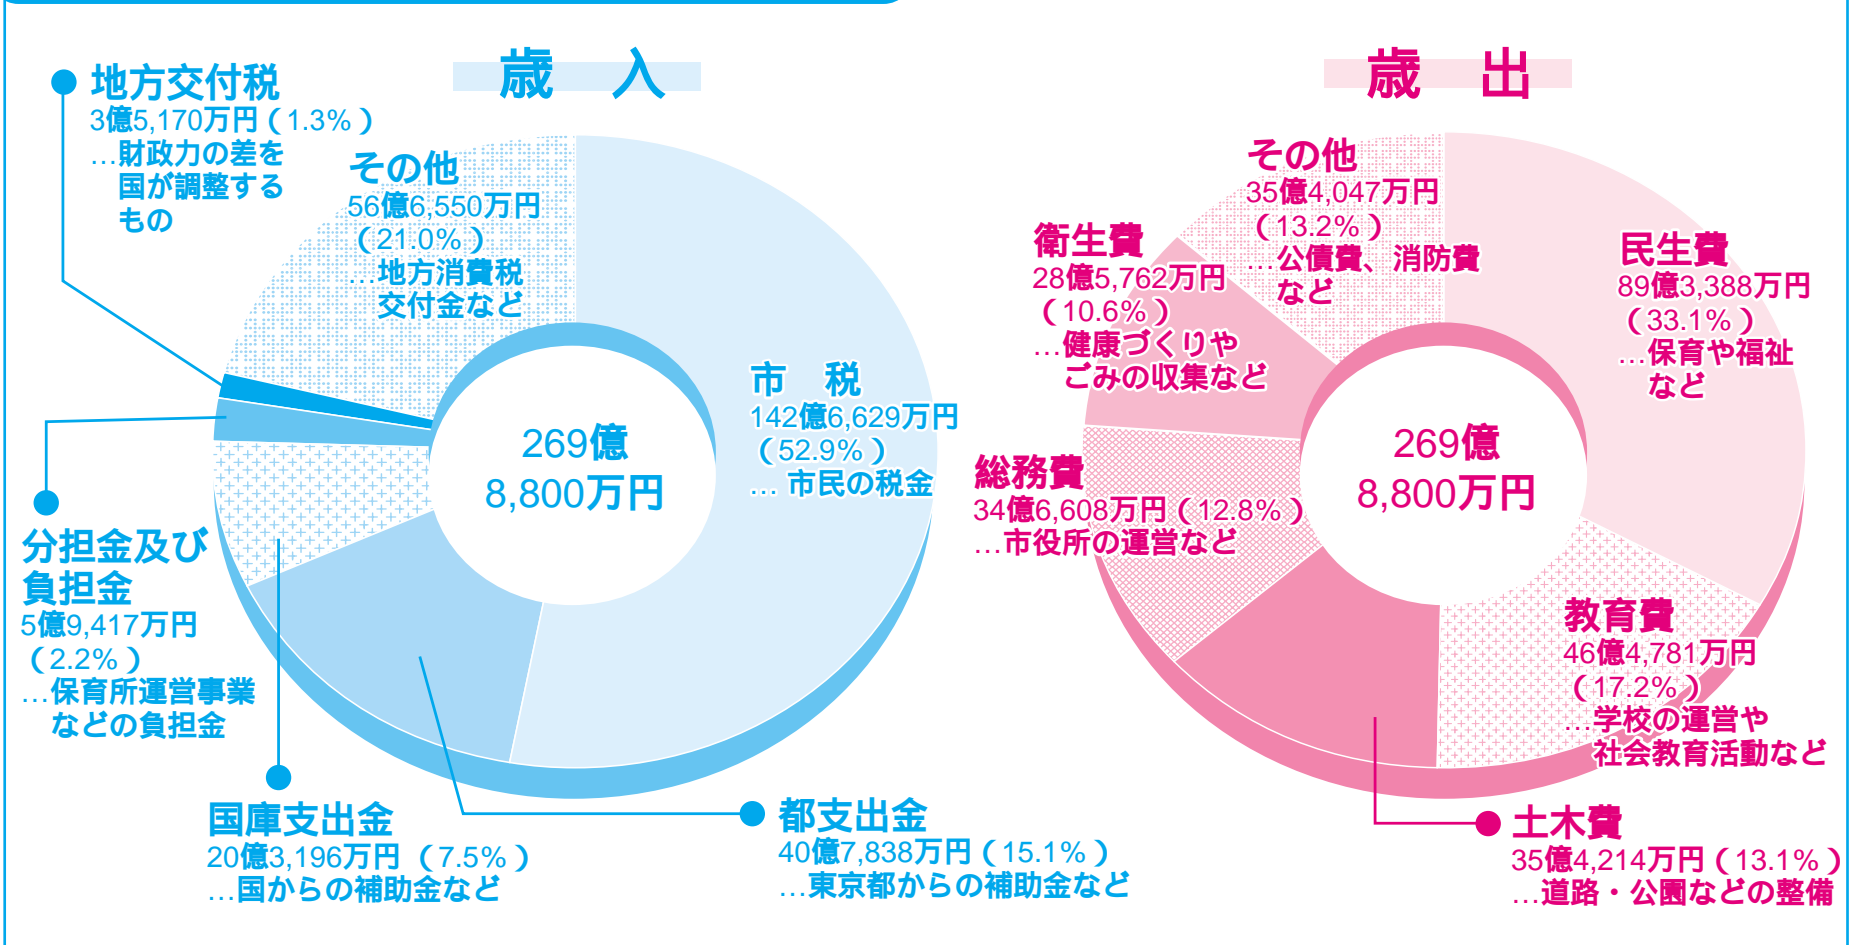 歳　入
地方交付税
3億5,170万円（1.3%）
…財政力の差を
国が調整する
もの
その他
56億6,550万円
（21.0%）
…地方消費税
交付金など
市　税
142億6,629万円
（52.9%）
… 市民の税金
269億
8,800万円
分担金及び
負担金
5億9,417万円
（2.2%）
…保育所運営事業
などの負担金
国庫支出金
20億3,196万円（7.5%）
…国からの補助金など
都支出金
40億7,838万円（15.1%）
…東京都からの補助金など
歳　出
その他
35億4,047万円
（13.2%）
…公債費、消防費
など
衛生費
28億5,762万円
（10.6%）
…健康づくりや
ごみの収集など
民生費
89億3,388万円
（33.1%）
…保育や福祉
など
総務費
34億6,608万円（12.8%）
…市役所の運営など
269億
8,800万円
教育費
46億4,781万円
（17.2%）
…学校の運営や
社会教育活動など
土木費
35億4,214万円（13.1%）
…道路・公園などの整備